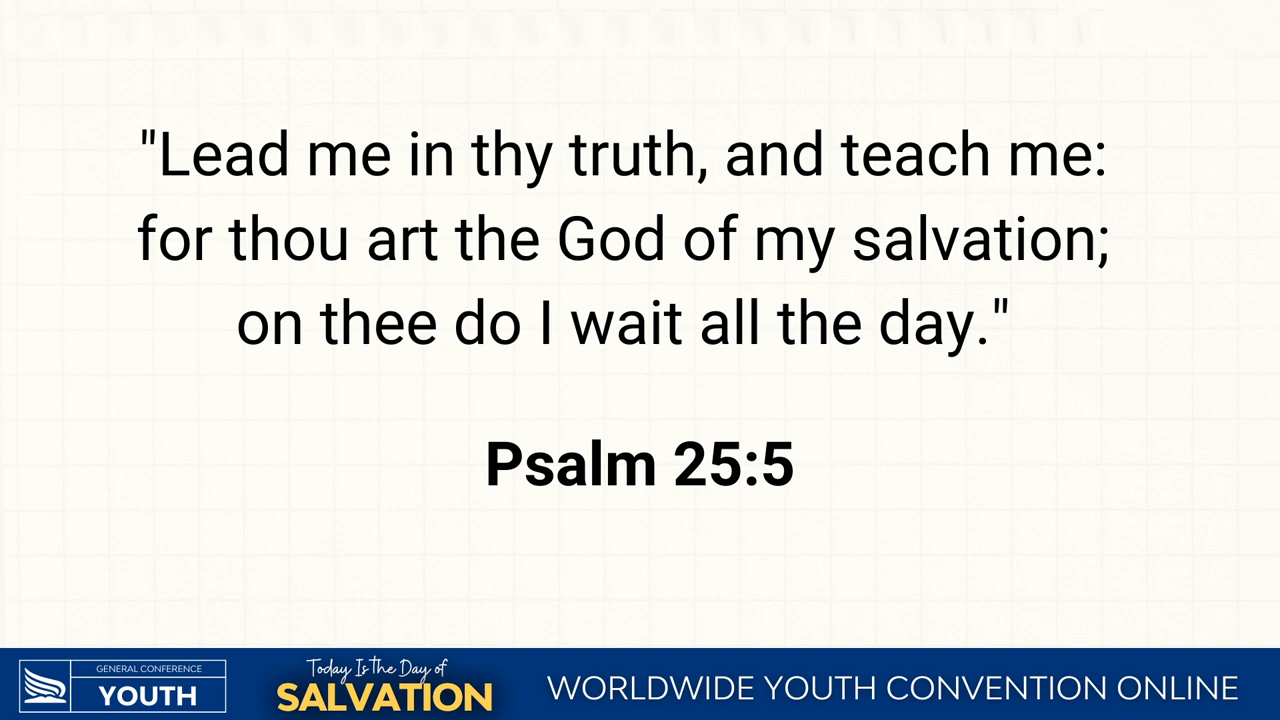 "Lead me in thy truth, and teach me:
for thou art the God of my salvation;
on thee do I wait all the day."
Psalm 25:5
GENERAL CONFERENCE
YOUTH
Today Is The Day of
SALVATION
WORLDWIDE YOUTH CONVENTION ONLINE